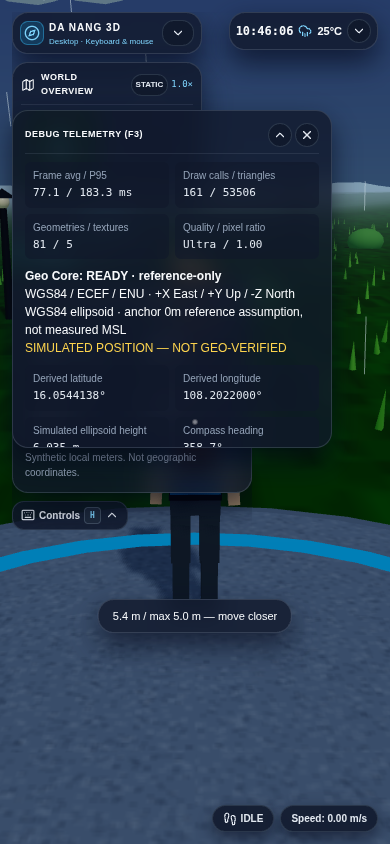 DA NANG 3D
Desktop · Keyboard & mouse
10:46:06 25°C
WORLD OVERVIEW
STATIC 1.0×
DEBUG TELEMETRY (F3)
Frame avg / P95
77.1 / 183.3 ms
Draw calls / triangles
161 / 53506
Geometries / textures
81 / 5
Quality / pixel ratio
Ultra / 1.00
Geo Core: READY · reference-only
WGS84 / ECEF / ENU · +X East / +Y Up / -Z North
WGS84 ellipsoid · anchor 0m reference assumption,
not measured MSL
SIMULATED POSITION — NOT GEO-VERIFIED
Derived latitude
16.0544138°
Derived longitude
108.2022000°
Simulated ellipsoid height
6.035 m
Compass heading
358.7°
Synthetic local meters. Not geographic
coordinates.
Controls H
5.4 m / max 5.0 m — move closer
IDLE
Speed: 0.00 m/s